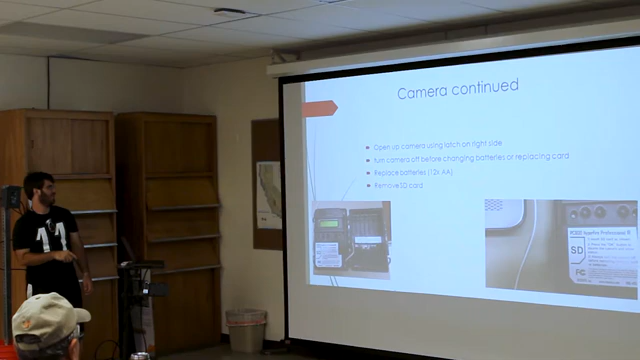 Camera continued
Open up camera using latch on right side
turn camera off before changing batteries or replacing card
Replace batteries (12x AA)
Remove SD card
SD
FC